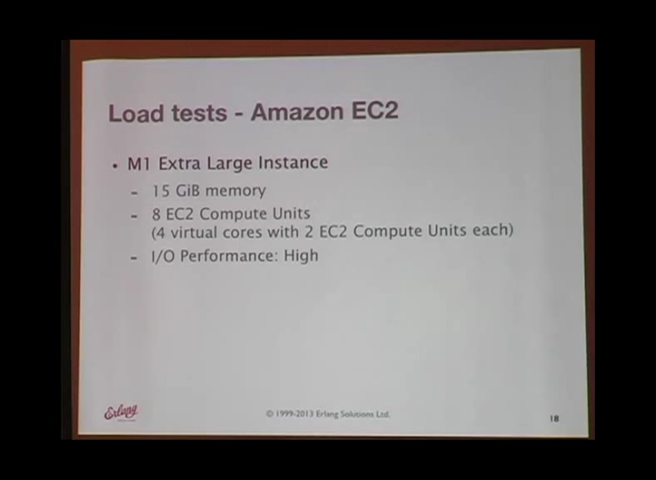 Load tests - Amazon EC2
• M1 Extra Large Instance
- 15 GiB memory
- 8 EC2 Compute Units
(4 virtual cores with 2 EC2 Compute Units each)
- I/O Performance: High
Erlang
© 1999-2013 Erlang Solutions Ltd.
18